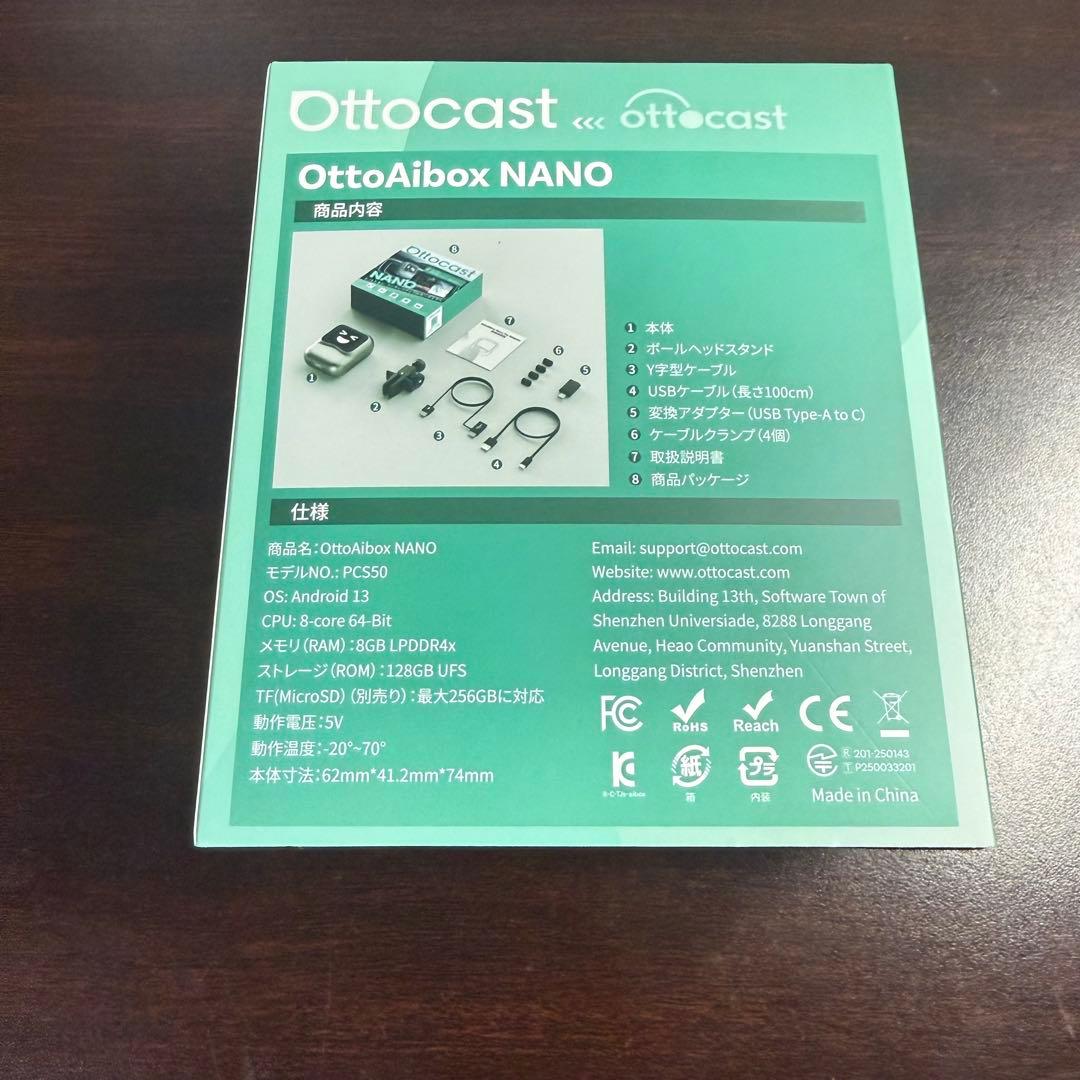 Ottocast <<< ottocast
OttoAibox NANO
商品内容
Ottocast
NANO
8
7
6
5
1
2
3
4
❶ 本体
❷ ボールヘッドスタンド
❸ Y字型ケーブル
❹ USBケーブル（長さ100cm）
❺ 変換アダプター（USB Type-A to C）
❻ ケーブルクランプ（4個）
❼ 取扱説明書
❽ 商品パッケージ
仕様
商品名：OttoAibox NANO
モデルNO.: PCS50
OS: Android 13
CPU: 8-core 64-Bit
メモリ（RAM）：8GB LPDDR4x
ストレージ（ROM）：128GB UFS
TF(MicroSD)（別売り）：最大256GBに対応
動作電圧：5V
動作温度：-20°~70°
本体寸法：62mm*41.2mm*74mm
Email: support@ottocast.com
Website: www.ottocast.com
Address: Building 13th, Software Town of
Shenzhen Universiade, 8288 Longgang
Avenue, Heao Community, Yuanshan Street,
Longgang District, Shenzhen
FC RoHS Reach CE
R 201-250143
T P250033201
紙
プラ
箱
内装
Made in China